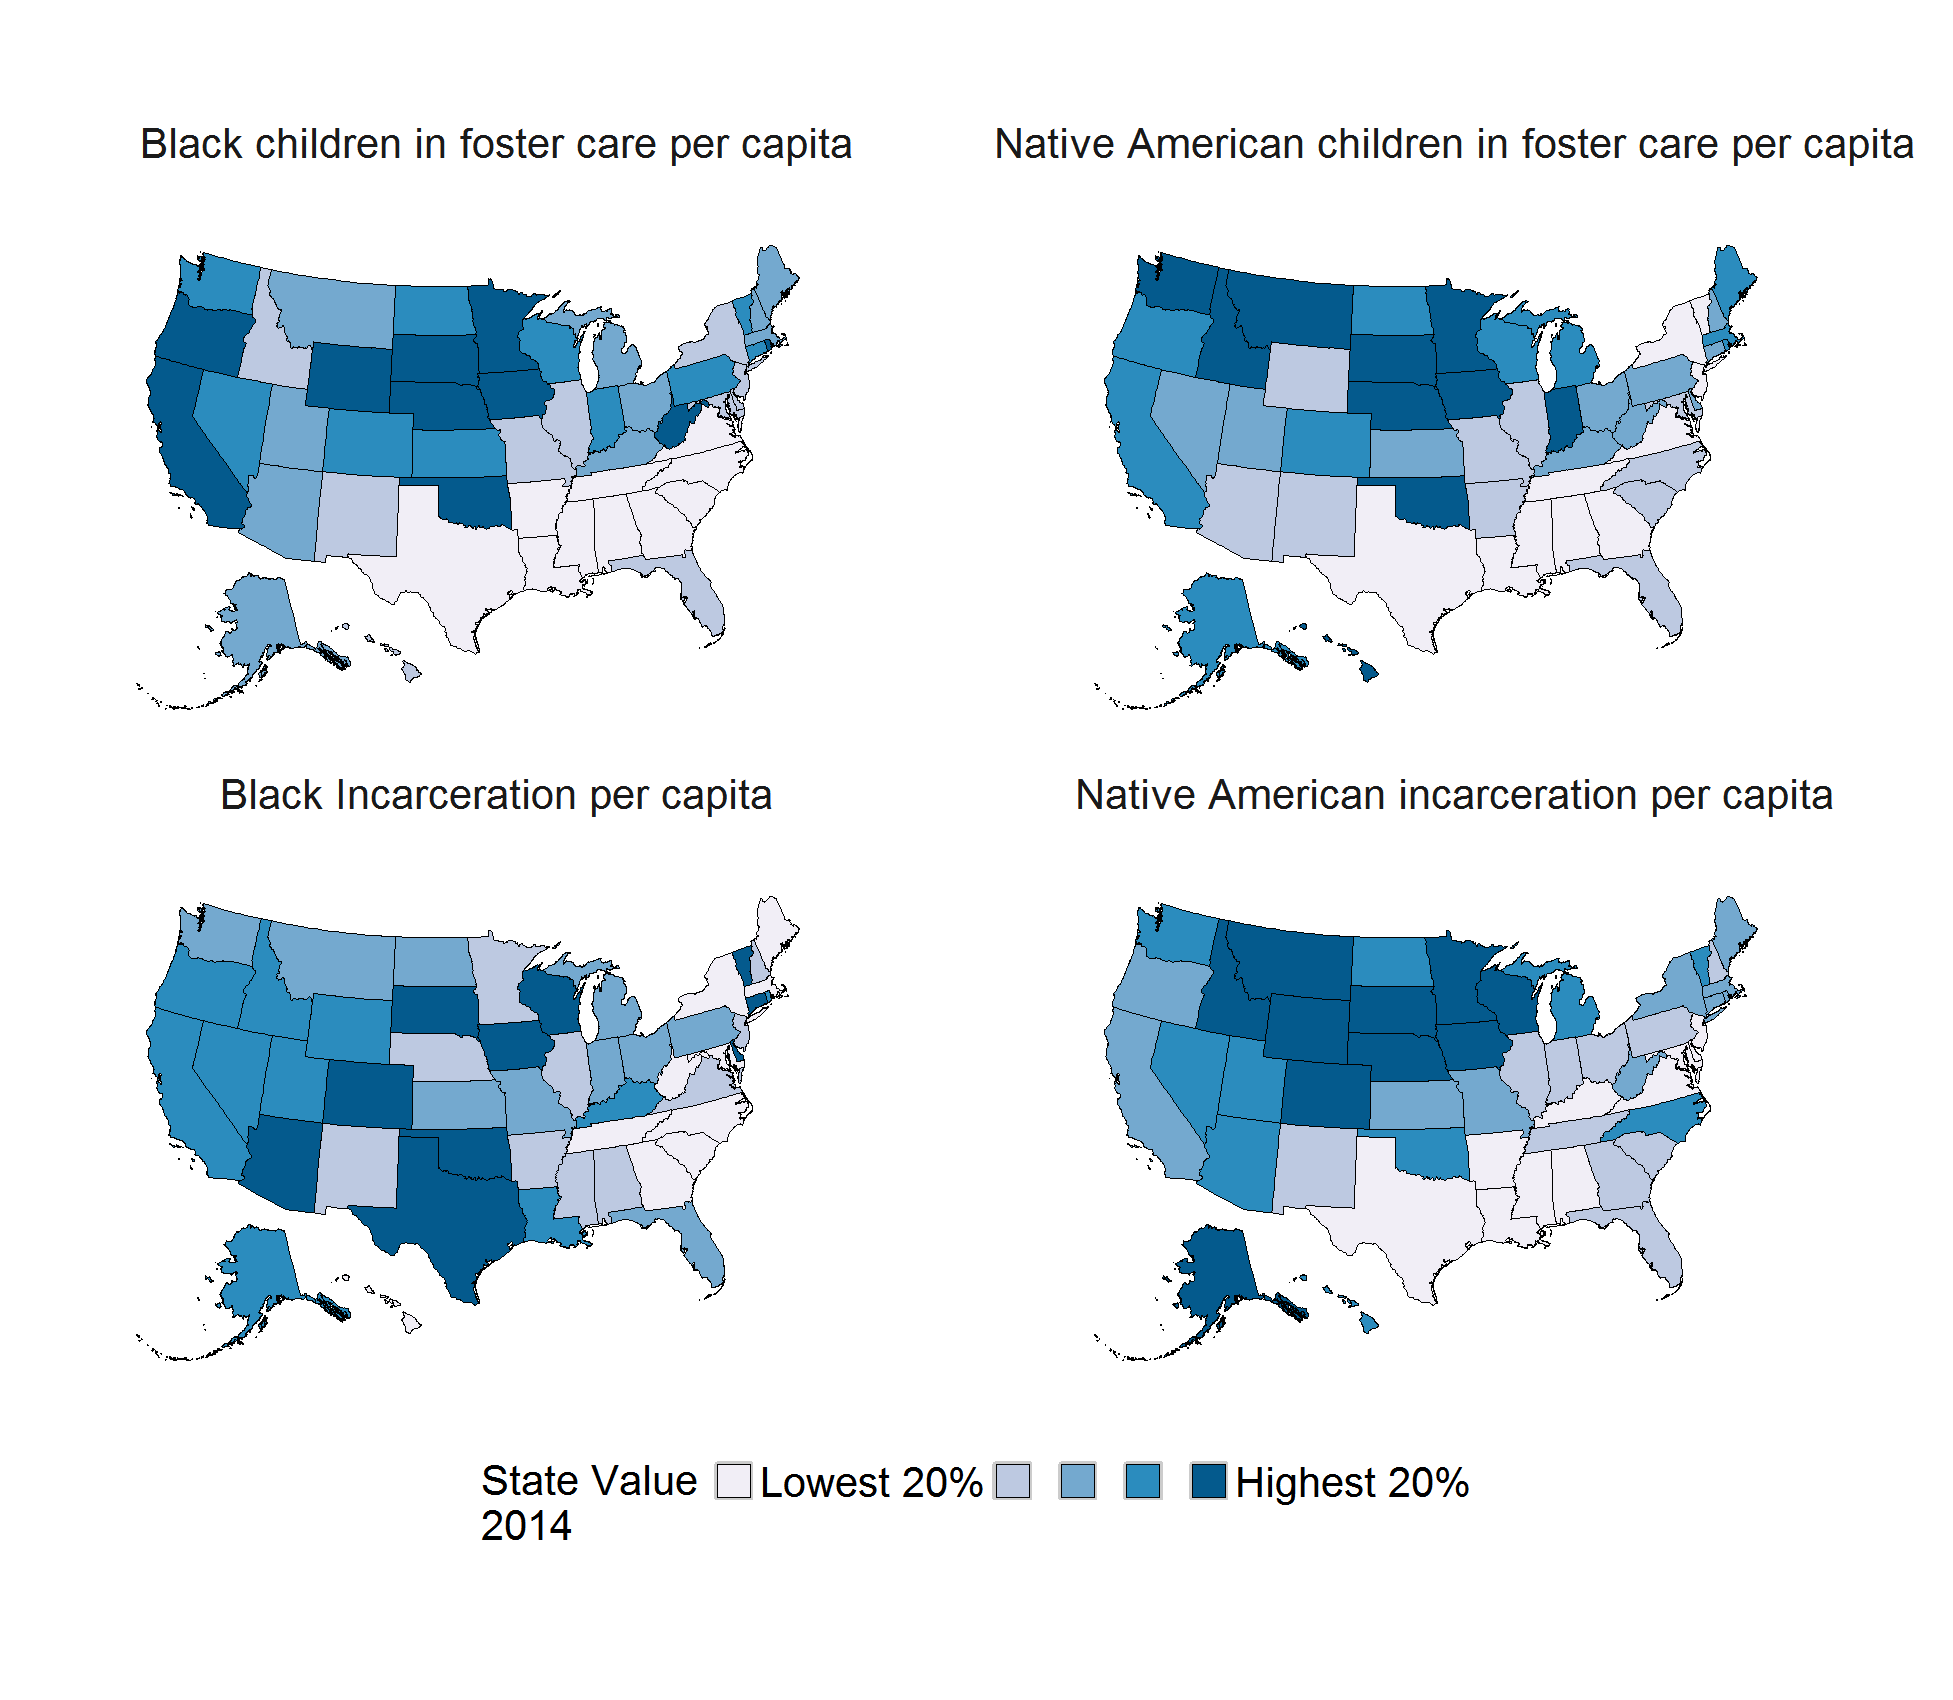 Black children in foster care per capita
Native American children in foster care per capita
Black Incarceration per capita
Native American incarceration per capita
State Value
2014
Lowest 20%
Highest 20%